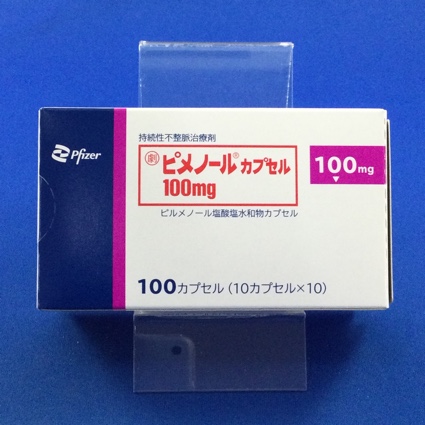 Pfizer
持続性不整脈治療剤
劇 ピメノール® カプセル
100mg
100mg
ピルメノール塩酸塩水和物カプセル
100カプセル (10カプセル×10)